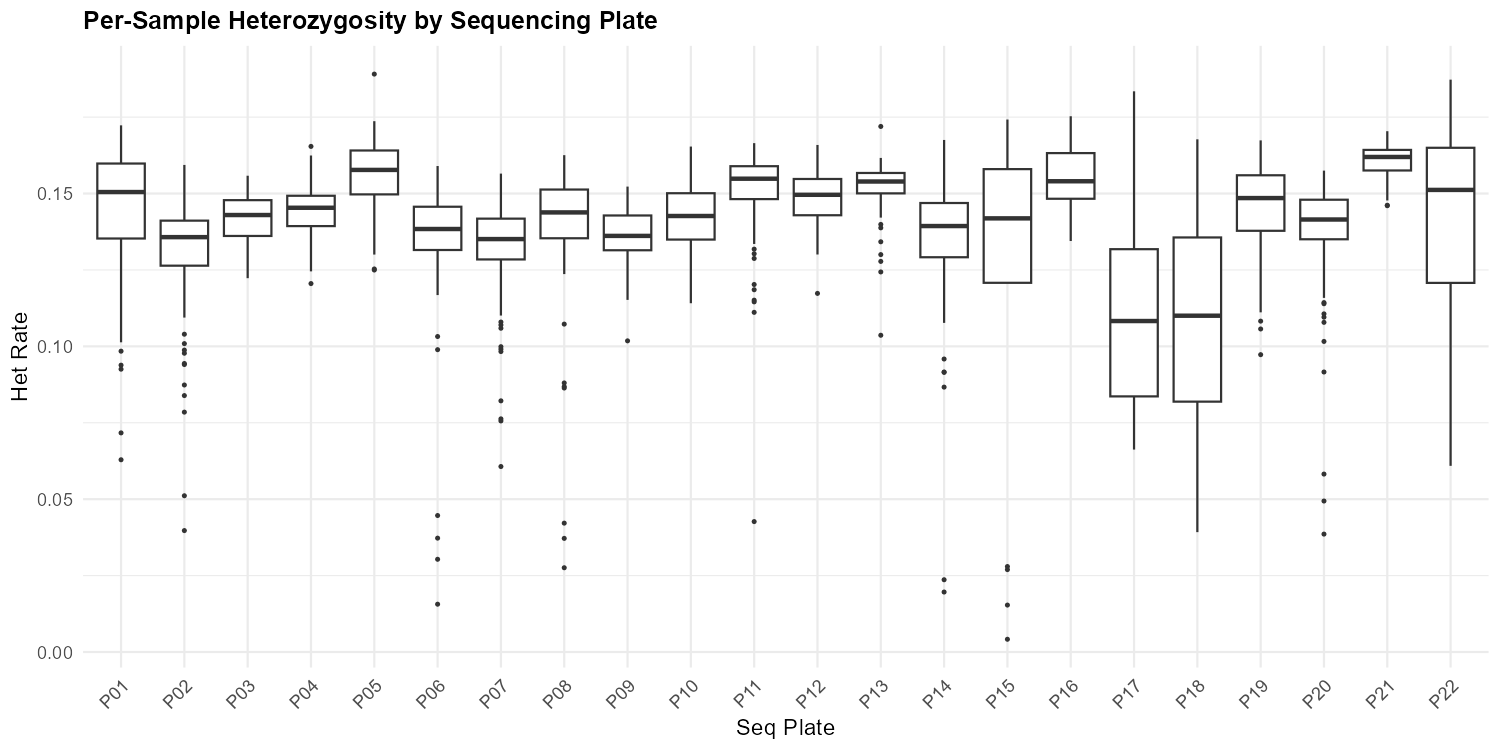 Per-Sample Heterozygosity by Sequencing Plate
Het Rate
0.15
0.10
0.05
0.00
P01 P02 P03 P04 P05 P06 P07 P08 P09 P10 P11 P12 P13 P14 P15 P16 P17 P18 P19 P20 P21 P22
Seq Plate